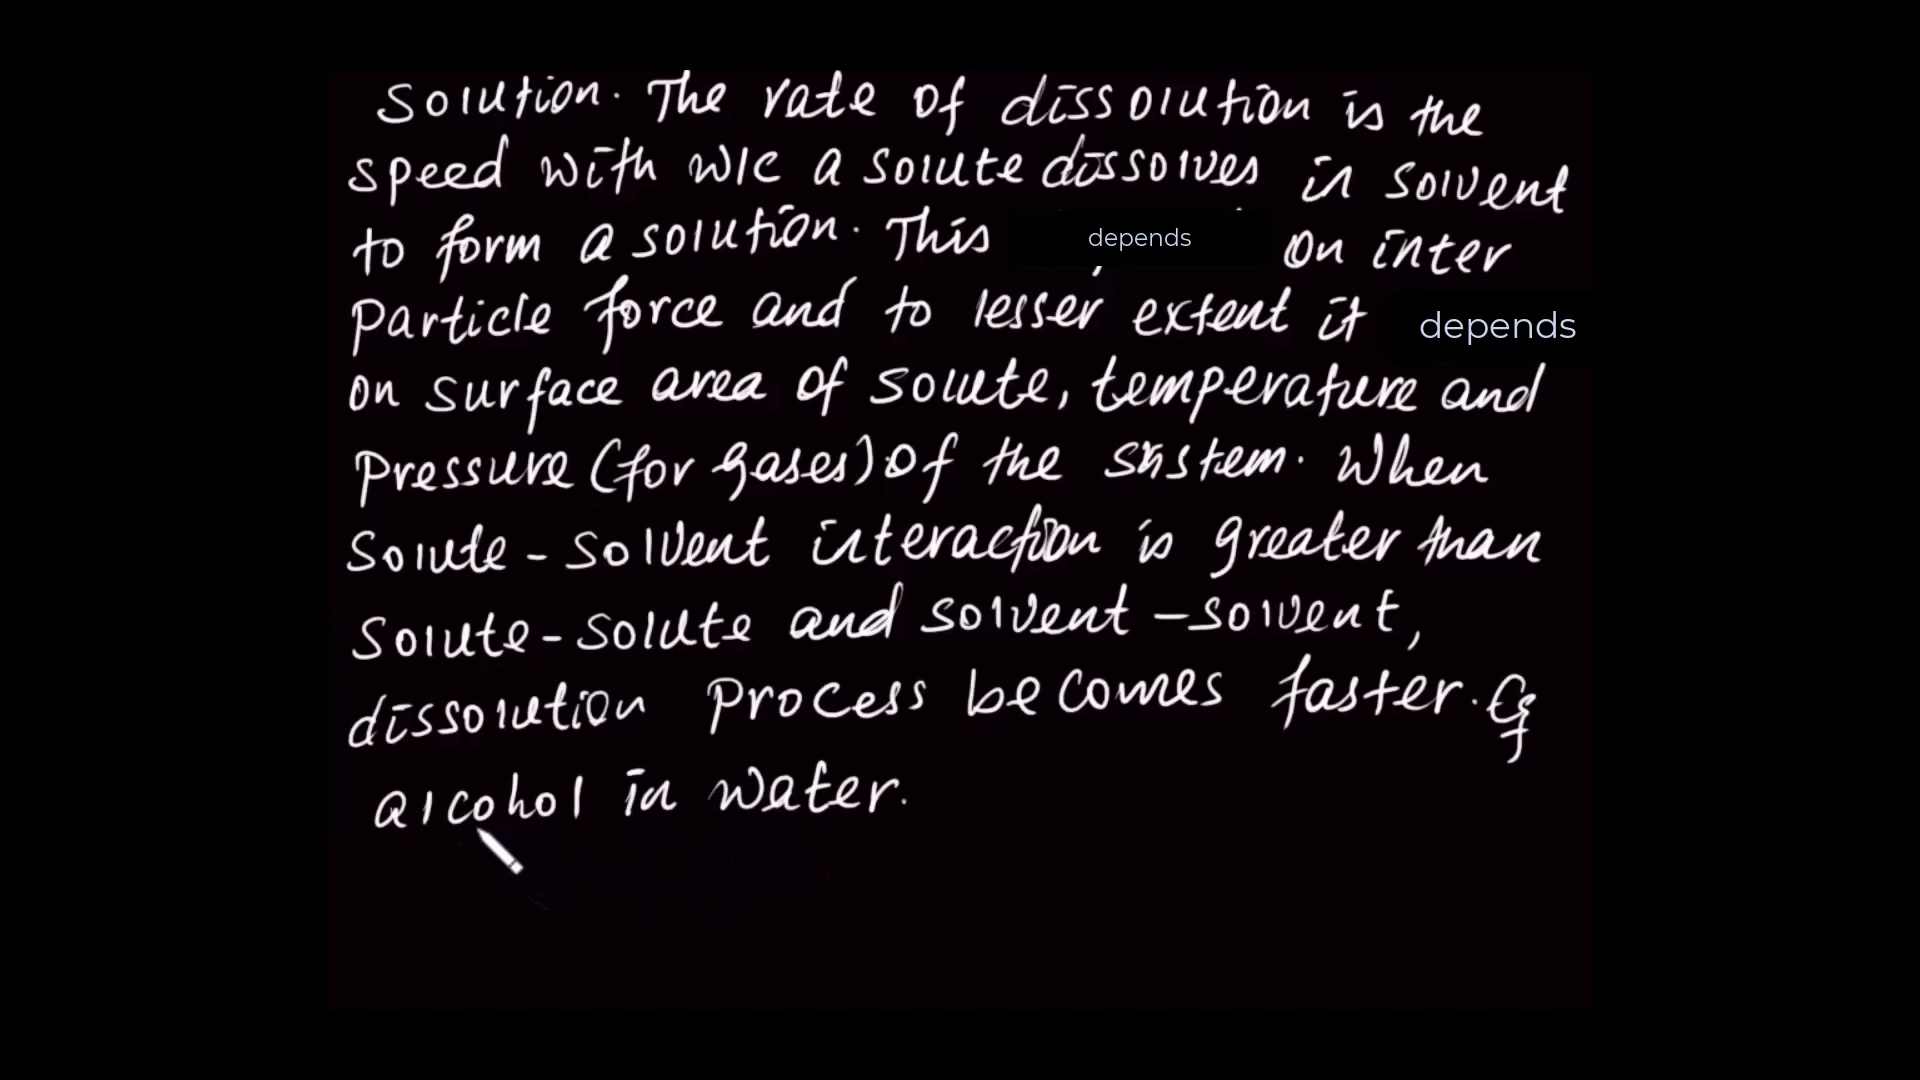 Solution. The rate of dissolution is the
speed with wic a solute dissolves in solvent
to form a solution. This depends on inter
particle force and to lesser extent it depends
on surface area of solute, temperature and
pressure (for gases) of the system. When
solute - solvent interaction is greater than
solute - solute and solvent - solvent,
dissolution process becomes faster. Eg
alcohol in water.